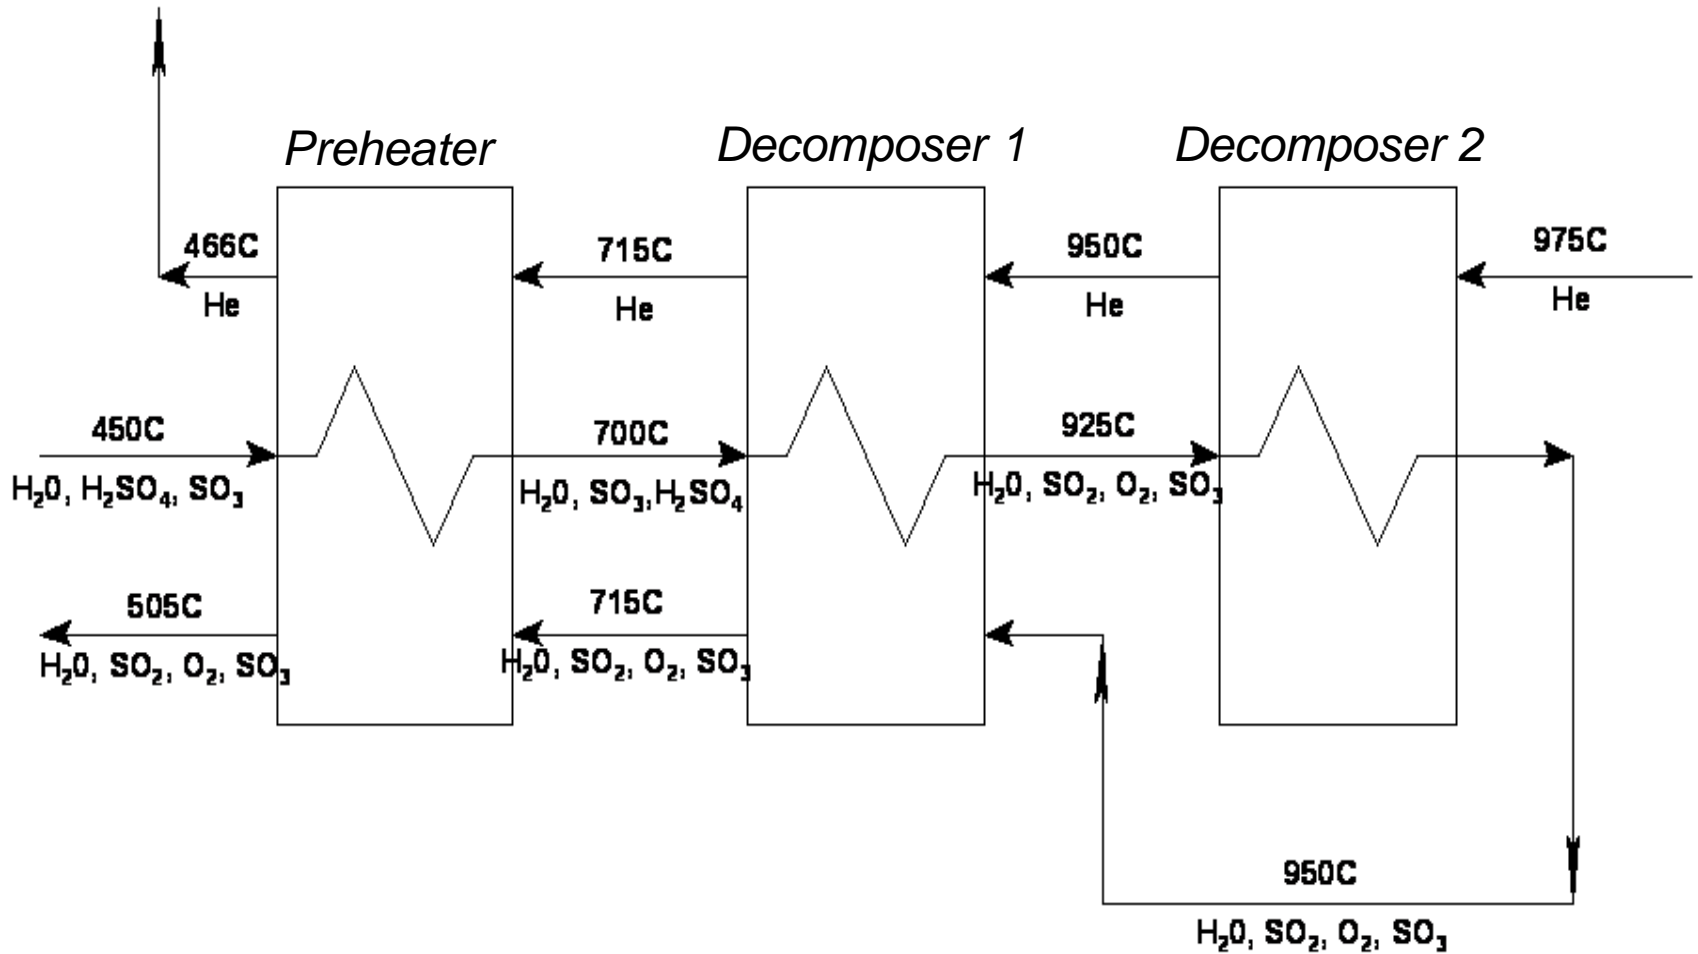 Preheater
Decomposer 1
Decomposer 2
466C
715C
950C
975C
He
He
He
He
450C
700C
925C
H₂0, H₂SO₄, SO₃
H₂0, SO₃,H₂SO₄
H₂0, SO₂, O₂, SO₃
505C
715C
H₂0, SO₂, O₂, SO₃
H₂0, SO₂, O₂, SO₃
950C
H₂0, SO₂, O₂, SO₃